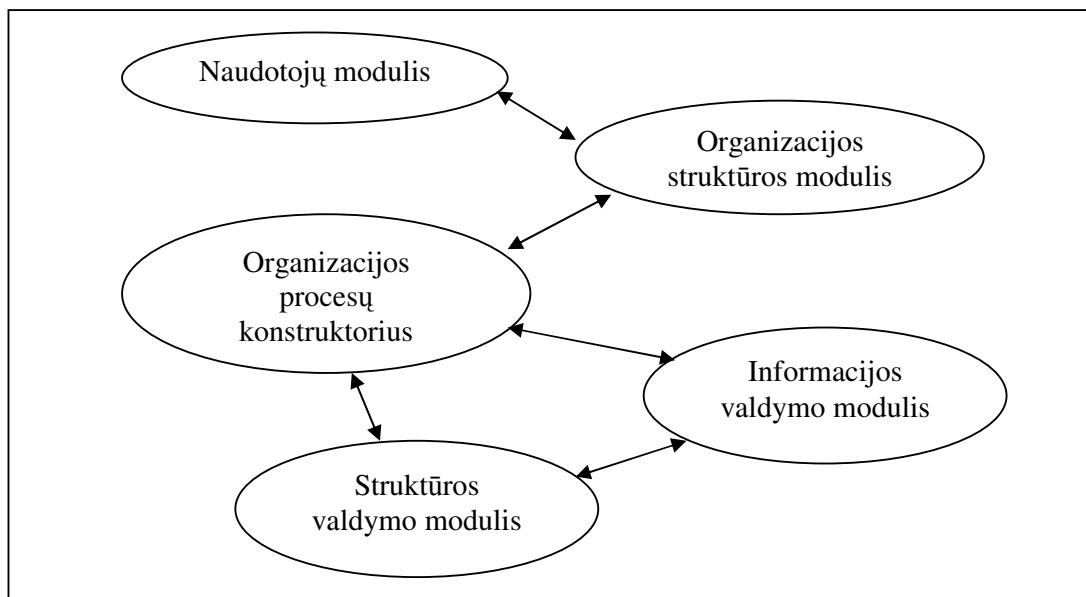 Naudotojų modulis
Organizacijos
struktūros modulis
Organizacijos
procesų
konstruktorius
Informacijos
valdymo modulis
Struktūros
valdymo modulis